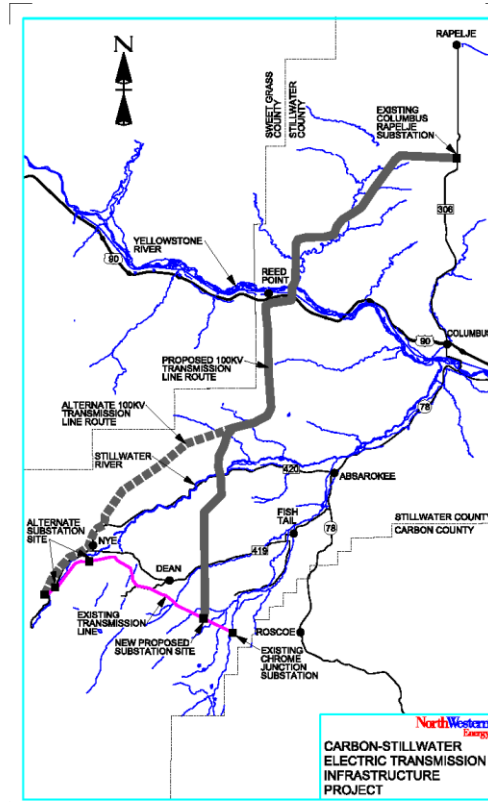 N
RAPELJE
SWEET GRASS
COUNTY
STILLWATER
COUNTY
EXISTING
COLUMBUS
RAPELJE
SUBSTATION
306
YELLOWSTONE
RIVER
90
REED
POINT
PROPOSED 100KV
TRANSMISSION
LINE ROUTE
90
COLUMBUS
ALTERNATE 100KV
TRANSMISSION
LINE ROUTE
78
STILLWATER
RIVER
420
ABSAROKEE
ALTERNATE
SUBSTATION
SITE
NYE
FISH
TAIL
78
STILLWATER COUNTY
CARBON COUNTY
DEAN
419
EXISTING
TRANSMISSION
LINE
NEW PROPOSED
SUBSTATION SITE
ROSCOE
EXISTING
CHROME
JUNCTION
SUBSTATION
NorthWestern
Energy
CARBON-STILLWATER
ELECTRIC TRANSMISSION
INFRASTRUCTURE
PROJECT